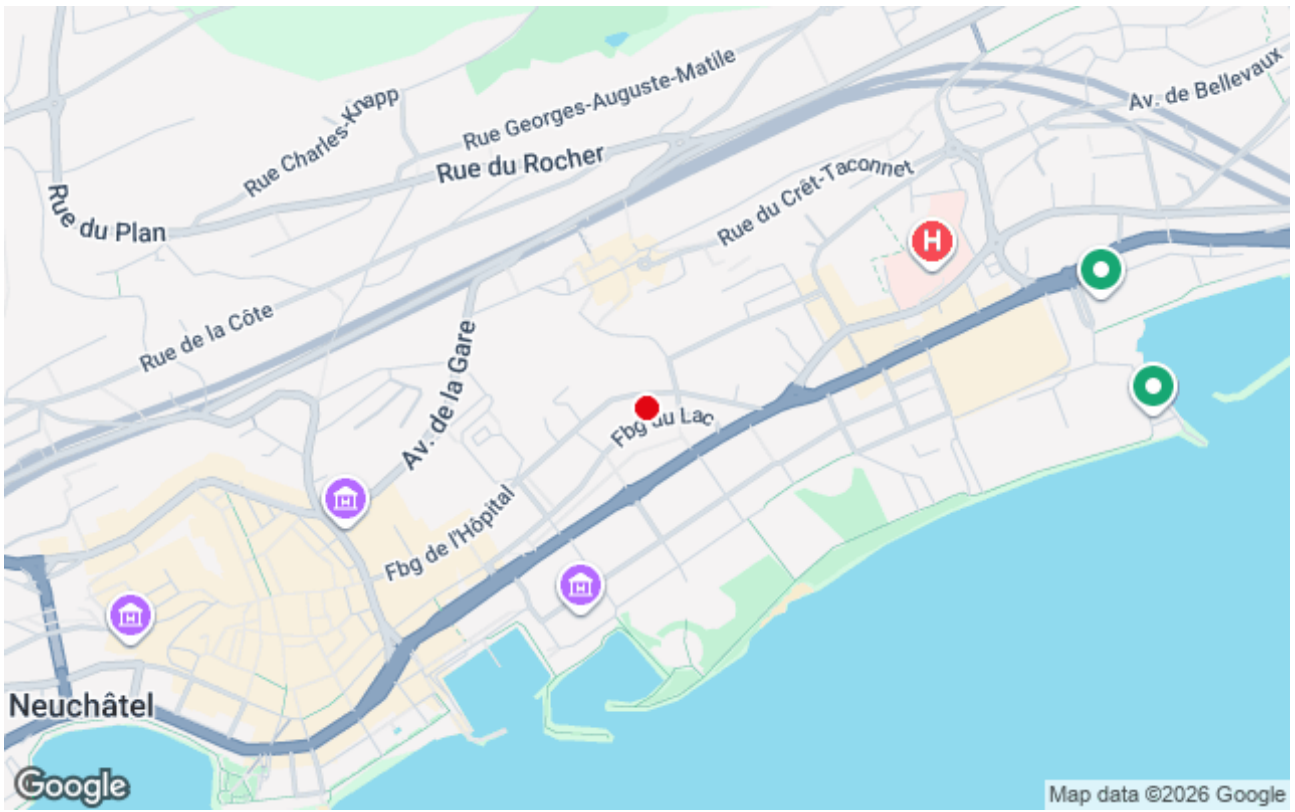 Rue Charles-Knapp
Rue Georges-Auguste-Matile
Av. de Bellevaux
Rue du Rocher
Rue du Plan
Rue du Crêt-Taconnet
H
Rue de la Côte
Av. de la Gare
Fbg du Lac
Fbg de l'Hôpital
Neuchâtel
Google
Map data ©2026 Google